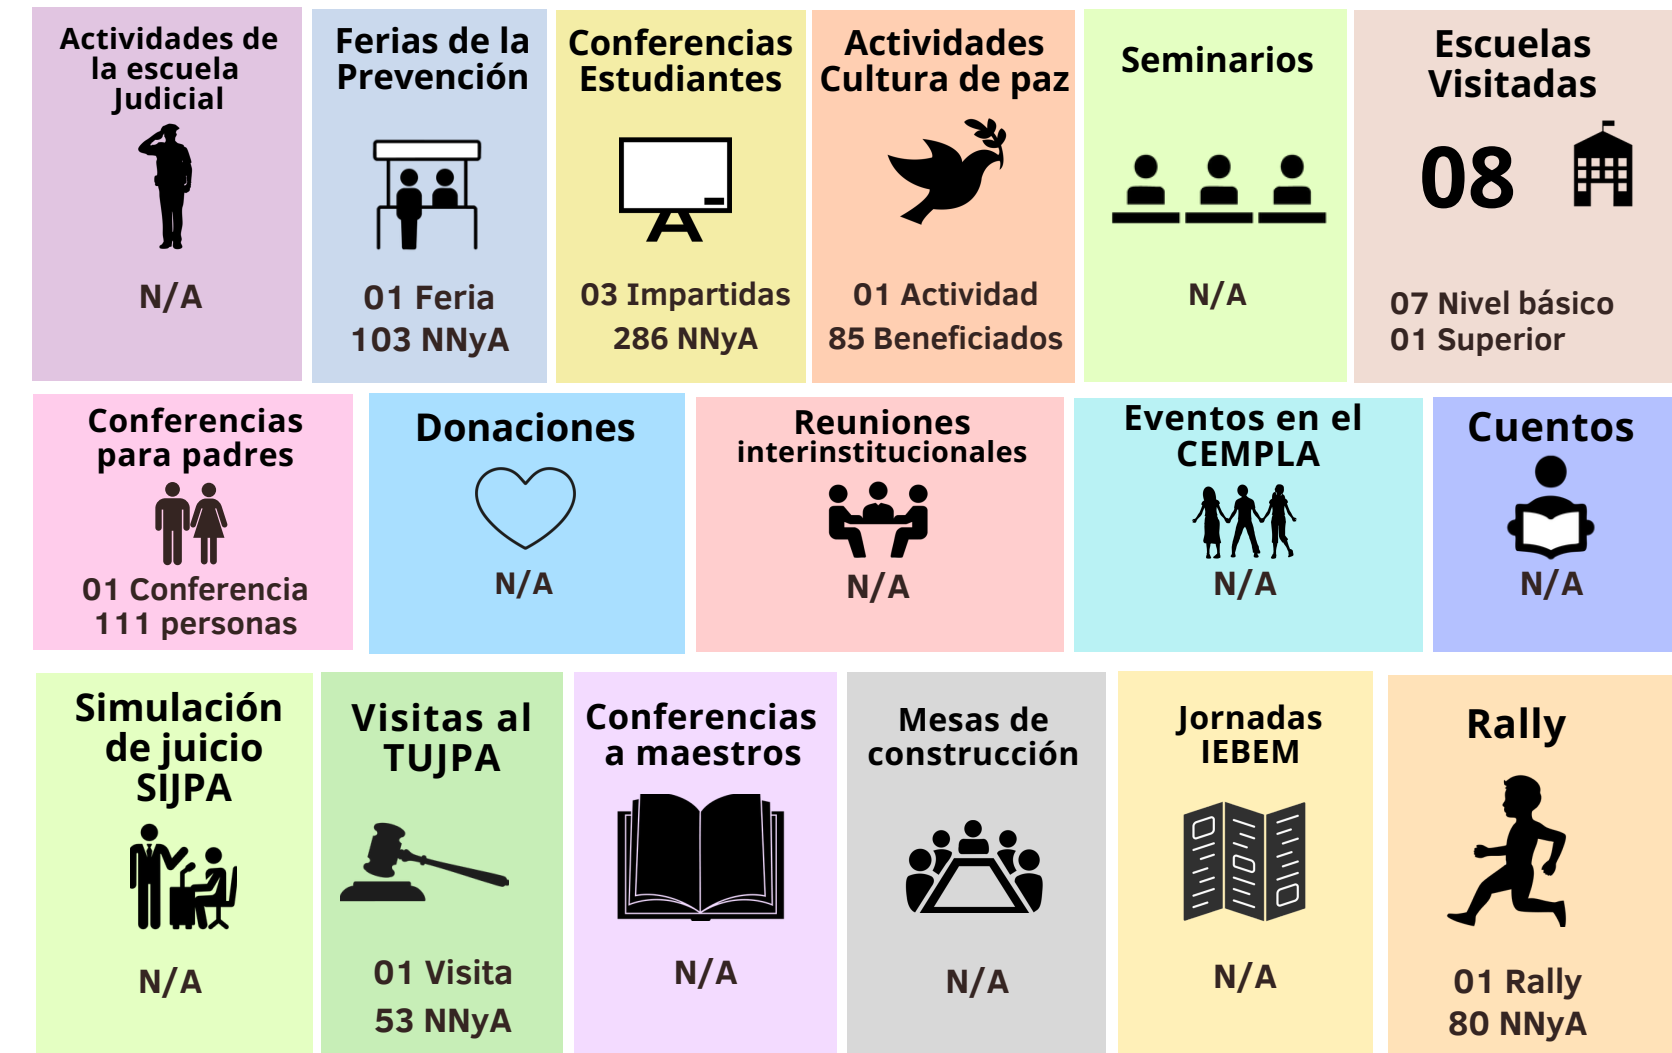 Actividades de
la escuela
Judicial
N/A
Ferias de la
Prevención
01 Feria
103 NNyA
Conferencias
Estudiantes
03 Impartidas
286 NNyA
Actividades
Cultura de paz
01 Actividad
85 Beneficiados
Seminarios
N/A
Escuelas
Visitadas
08
07 Nivel básico
01 Superior
Conferencias
para padres
01 Conferencia
111 personas
Donaciones
N/A
Reuniones
interinstitucionales
N/A
Eventos en el
CEMPLA
N/A
Cuentos
N/A
Simulación
de juicio
SIJPA
N/A
Visitas al
TUJPA
01 Visita
53 NNyA
Conferencias
a maestros
N/A
Mesas de
construcción
N/A
Jornadas
IEBEM
N/A
Rally
01 Rally
80 NNyA